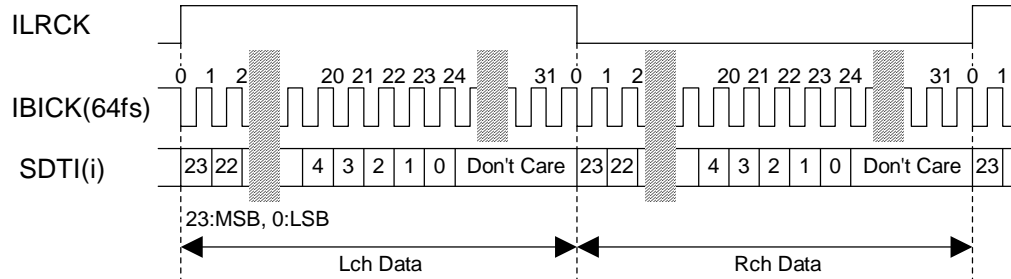 ILRCK
0 1 2 20 21 22 23 24 31 0 1 2 20 21 22 23 24 31 0 1
IBICK(64fs)
SDTI(i) 23 22 4 3 2 1 0 Don't Care 23 22 4 3 2 1 0 Don't Care 23
23:MSB, 0:LSB
Lch Data Rch Data